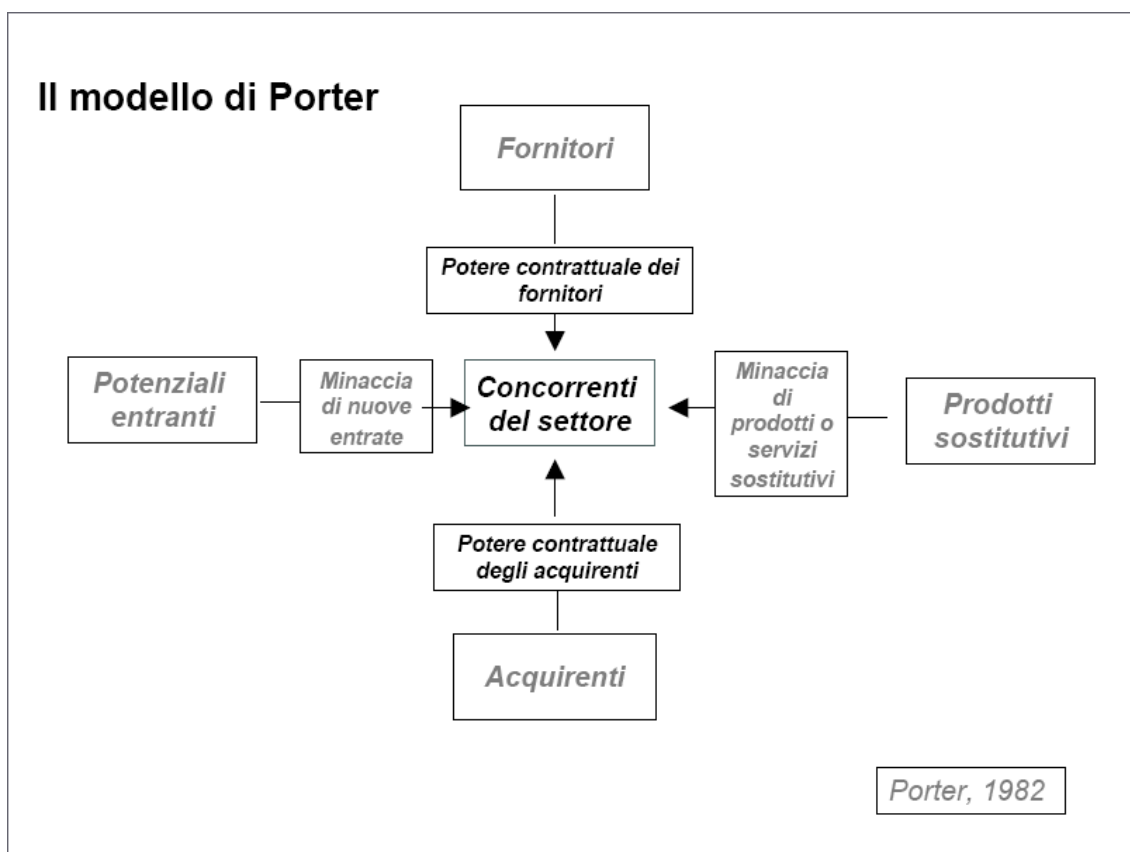 Il modello di Porter
Fornitori
Potere contrattuale dei
fornitori
Potenziali
entranti
Minaccia
di nuove
entrate
Concorrenti
del settore
Minaccia
di
prodotti o
servizi
sostitutivi
Prodotti
sostitutivi
Potere contrattuale
degli acquirenti
Acquirenti
Porter, 1982